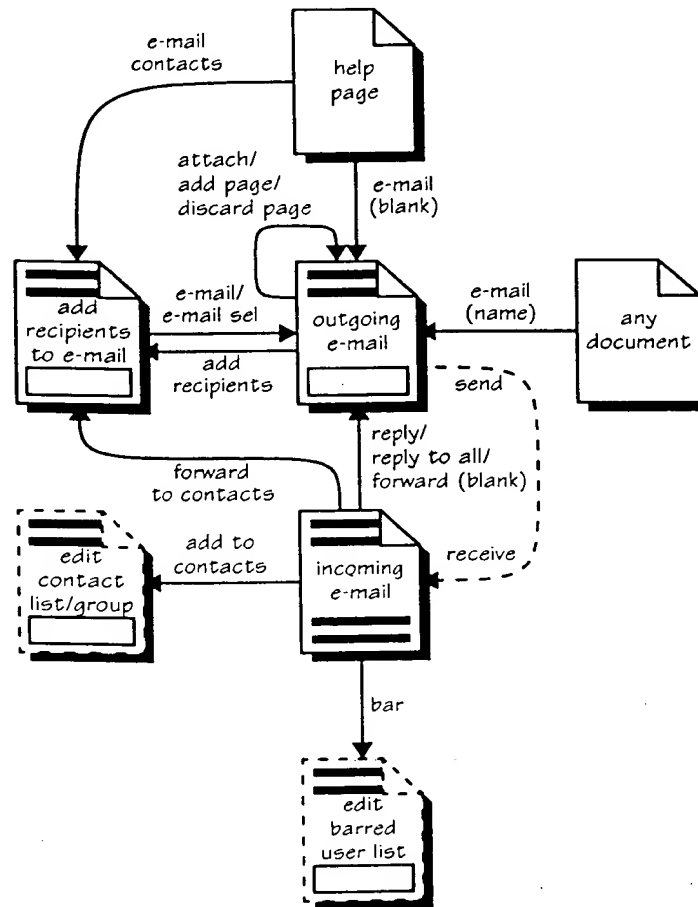 e-mail
contacts
help
page
attach/
add page/
discard page
e-mail
(blank)
add
recipients
to e-mail
e-mail/
e-mail sel
add
recipients
outgoing
e-mail
e-mail
(name)
any
document
send
reply/
reply to all/
forward (blank)
forward
to contacts
edit
contact
list/group
add to
contacts
incoming
e-mail
receive
bar
edit
barred
user list